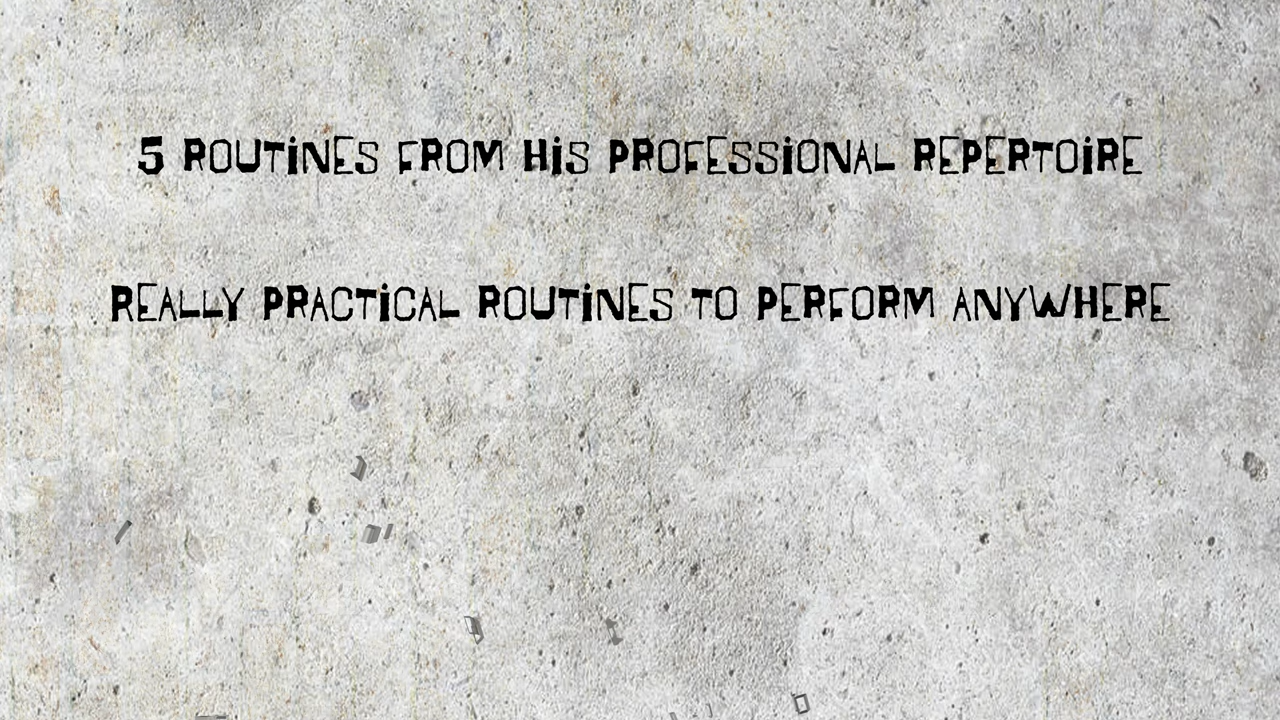 5 ROUTINES FROM HIS PROFESSIONAL REPERTOIRE
REALLY PRACTICAL ROUTINES TO PERFORM ANYWHERE